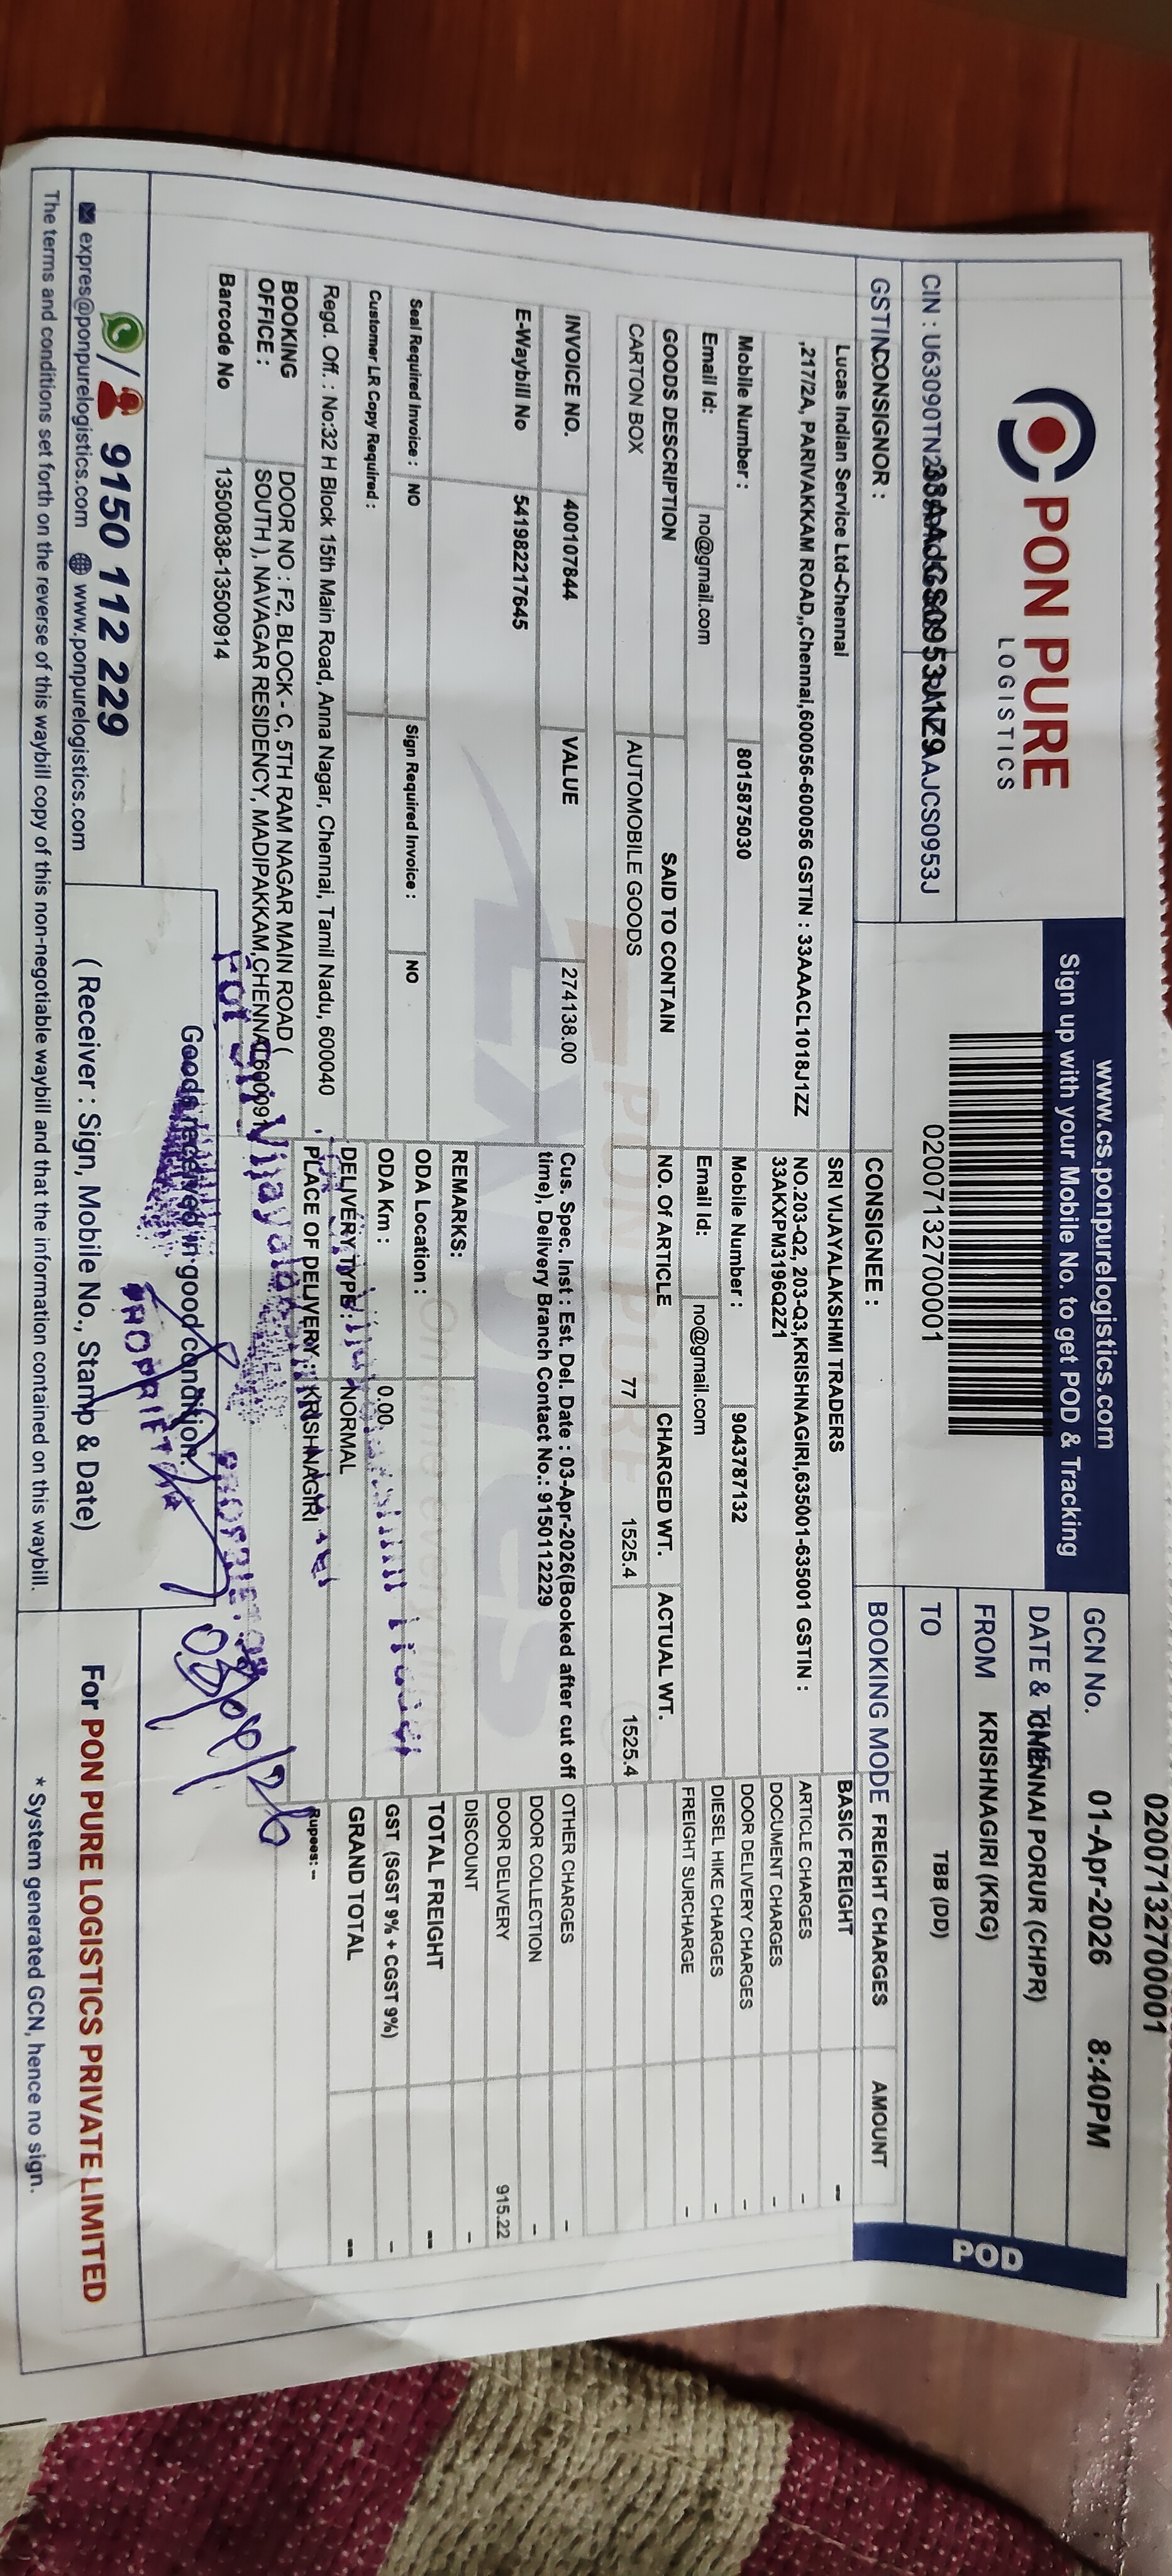 02007132700001
PON PURE
LOGISTICS
www.cs.ponpurelogistics.com
Sign up with your Mobile No. to get POD & Tracking
02007132700001
GCN No. 01-Apr-2026 8:40PM
DATE & TIME
CHENNAI PORUR (CHPR)
FROM KRISHNAGIRI (KRG)
TO TBB (DD)
POD
CIN :
GSTIN
CONSIGNOR :
CONSIGNEE :
BOOKING MODE FREIGHT CHARGES AMOUNT
Lucas Indian Service Ltd-Chennai
,217/2A, PARIVAKKAM ROAD,,Chennai,600056-600056 GSTIN : 33AAACL1018J1ZZ
Mobile Number : 8015875030
Email Id: no@gmail.com
SRI VIJAYALAKSHMI TRADERS
NO.203-Q2, 203-Q3,KRISHNAGIRI,635001-635001 GSTIN :
33AKXPM3196Q2Z1
Mobile Number : 9043787132
Email Id: no@gmail.com
GOODS DESCRIPTION SAID TO CONTAIN NO. Of ARTICLE CHARGED WT. ACTUAL WT.
CARTON BOX AUTOMOBILE GOODS 77 1525.4 1525.4
INVOICE NO. 400107844 VALUE 274138.00
E-Waybill No 541982217645
Cus. Spec. Inst : Est. Del. Date : 03-Apr-2026(Booked after cut off
time), Delivery Branch Contact No.: 9150112229
Seal Required Invoice : NO Sign Required Invoice : NO
Customer LR Copy Required :
REMARKS:
ODA Location :
ODA Km : 0.00
DELIVERY TYPE : NORMAL
PLACE OF DELIVERY : KRISHNAGIRI
BASIC FREIGHT --
ARTICLE CHARGES -
DOCUMENT CHARGES -
DOOR DELIVERY CHARGES -
DIESEL HIKE CHARGES -
FREIGHT SURCHARGE -
OTHER CHARGES -
DOOR COLLECTION -
DOOR DELIVERY 915.22
DISCOUNT -
TOTAL FREIGHT --
GST (SGST 9% + CGST 9%) -
GRAND TOTAL --
Rupees: --
Regd. Off. : No:32 H Block 15th Main Road, Anna Nagar, Chennai, Tamil Nadu, 600040
BOOKING
OFFICE :
DOOR NO : F2, BLOCK - C, 5TH RAM NAGAR MAIN ROAD (
SOUTH ), NAVAGAR RESIDENCY, MADIPAKKAM,CHENNAI,600091
Barcode No 13500838-13500914
Goods received in good condition.
PROPRIETOR
9150 112 229
expres@ponpurelogistics.com www.ponpurelogistics.com
( Receiver : Sign, Mobile No., Stamp & Date)
For PON PURE LOGISTICS PRIVATE LIMITED
The terms and conditions set forth on the reverse of this waybill copy of this non-negotiable waybill and that the information contained on this waybill.
* System generated GCN, hence no sign.